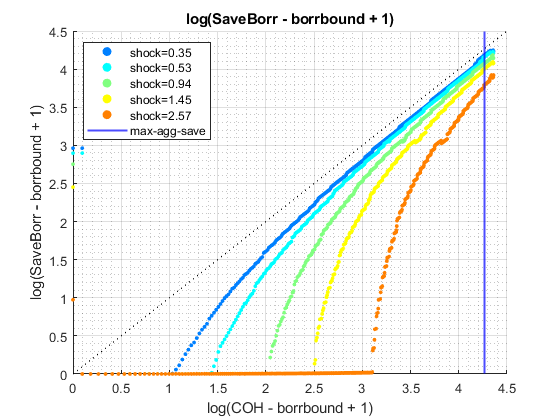 log(SaveBorr - borrbound + 1)
4.5
4
3.5
3
2.5
2
1.5
1
0.5
0
log(SaveBorr - borrbound + 1)
shock=0.35
shock=0.53
shock=0.94
shock=1.45
shock=2.57
max-agg-save
0 0.5 1 1.5 2 2.5 3 3.5 4 4.5
log(COH - borrbound + 1)